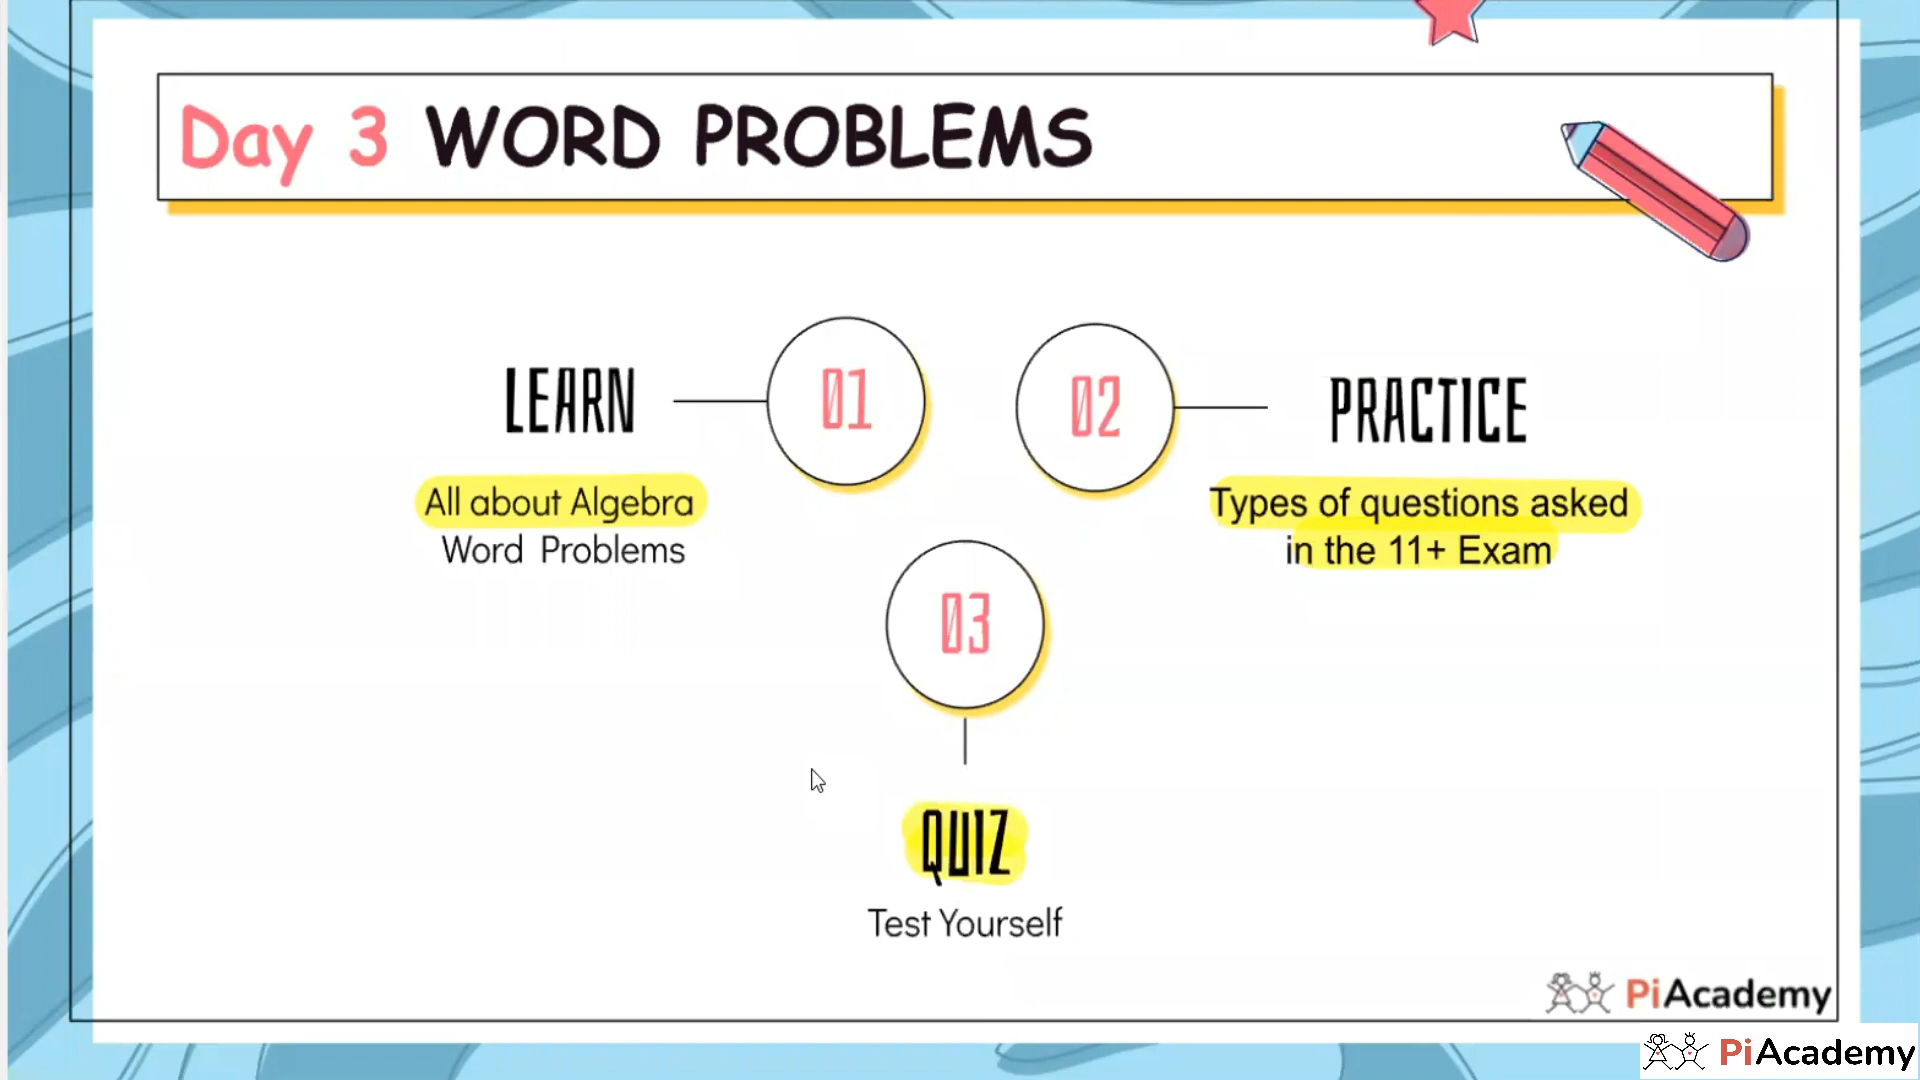 Day 3 WORD PROBLEMS
LEARN
01
All about Algebra
Word Problems
02
PRACTICE
Types of questions asked
in the 11+ Exam
03
QUIZ
Test Yourself
PiAcademy
PiAcademy